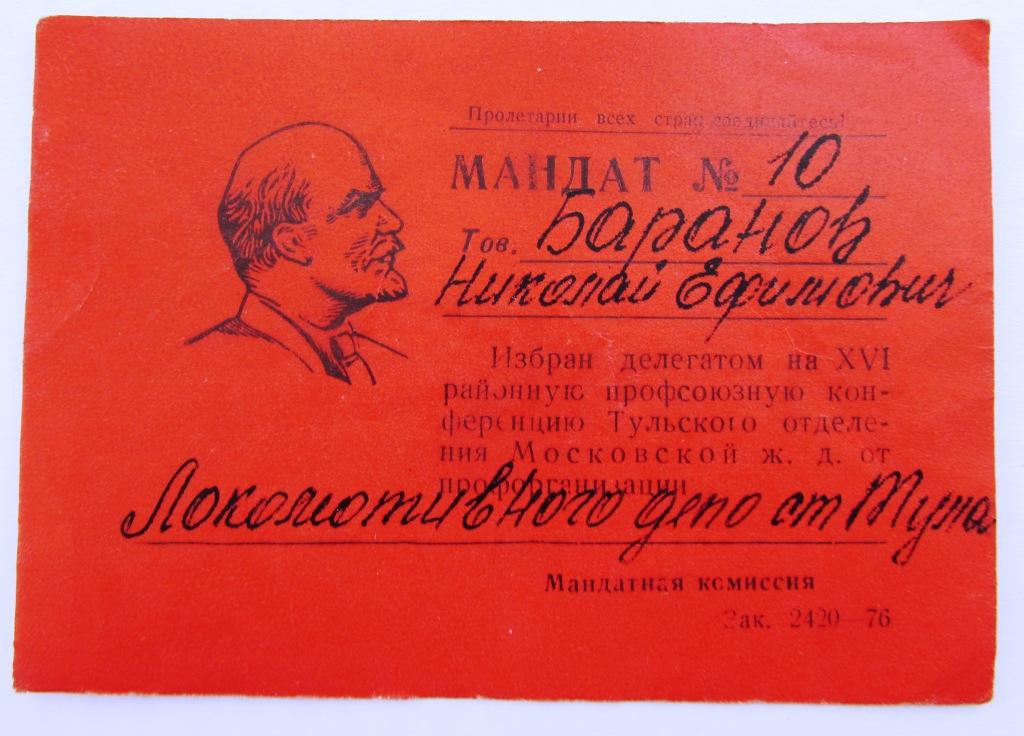 Пролетарии всех стран соединяйтесь!
МАНДАТ № 10
Тов. Баранов
Николай Ефимович
Избран делегатом на XVI
районную профсоюзную кон-
ференцию Тульского отделе-
ния Московской ж. д. от
профорганизации
Локомотивного депо ст Тула
Мандатная комиссия
Зак. 2420—76